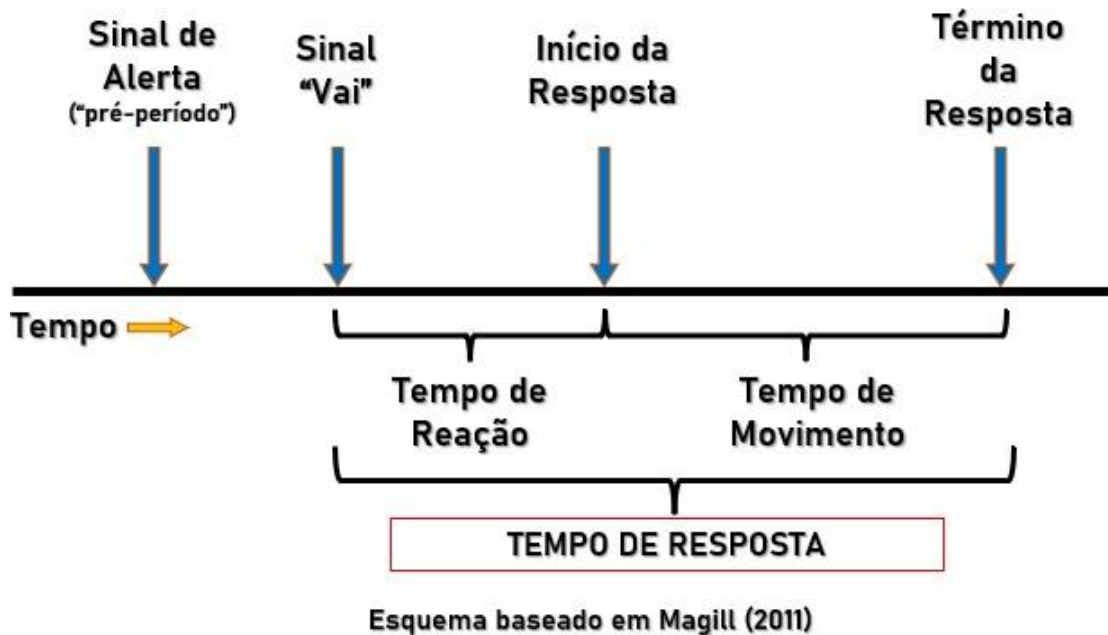 Sinal de
Alerta
("pré-período")
Sinal
"Vai"
Início da
Resposta
Término
da
Resposta
Tempo
Tempo de
Reação
Tempo de
Movimento
TEMPO DE RESPOSTA
Esquema baseado em Magill (2011)